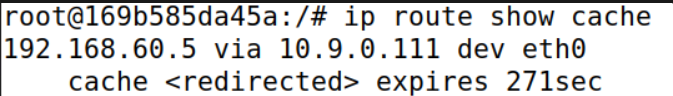 root@169b585da45a:/# ip route show cache
192.168.60.5 via 10.9.0.111 dev eth0
    cache <redirected> expires 271sec